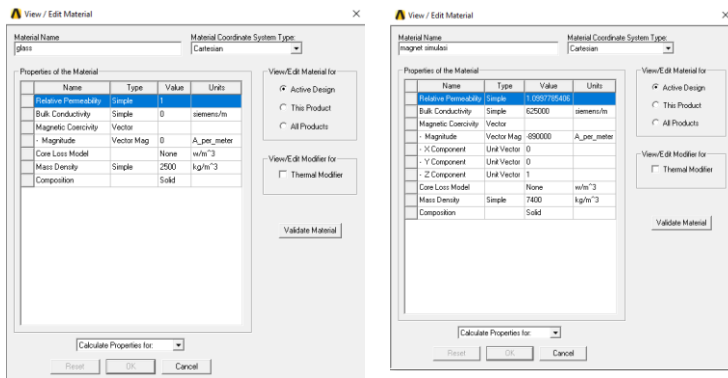 View / Edit Material
Material Name
Material Coordinate System Type:
glass
Cartesian
Properties of the Material
View/Edit Material for
Name Type Value Units
Relative Permeability Simple 1
Bulk Conductivity Simple 0 siemens/m
Magnetic Coercivity Vector
- Magnitude Vector Mag 0 A_per_meter
Core Loss Model None w/m^3
Mass Density Simple 2500 kg/m^3
Composition Solid
Active Design
This Product
All Products
View/Edit Modifier for
Thermal Modifier
Validate Material
Calculate Properties for:
Reset OK Cancel
View / Edit Material
Material Name
Material Coordinate System Type:
magnet simulasi
Cartesian
Properties of the Material
View/Edit Material for
Name Type Value Units
Relative Permeability Simple 1.0997785406
Bulk Conductivity Simple 625000 siemens/m
Magnetic Coercivity Vector
- Magnitude Vector Mag -890000 A_per_meter
- X Component Unit Vector 0
- Y Component Unit Vector 0
- Z Component Unit Vector 1
Core Loss Model None w/m^3
Mass Density Simple 7400 kg/m^3
Composition Solid
Active Design
This Product
All Products
View/Edit Modifier for
Thermal Modifier
Validate Material
Calculate Properties for:
Reset OK Cancel